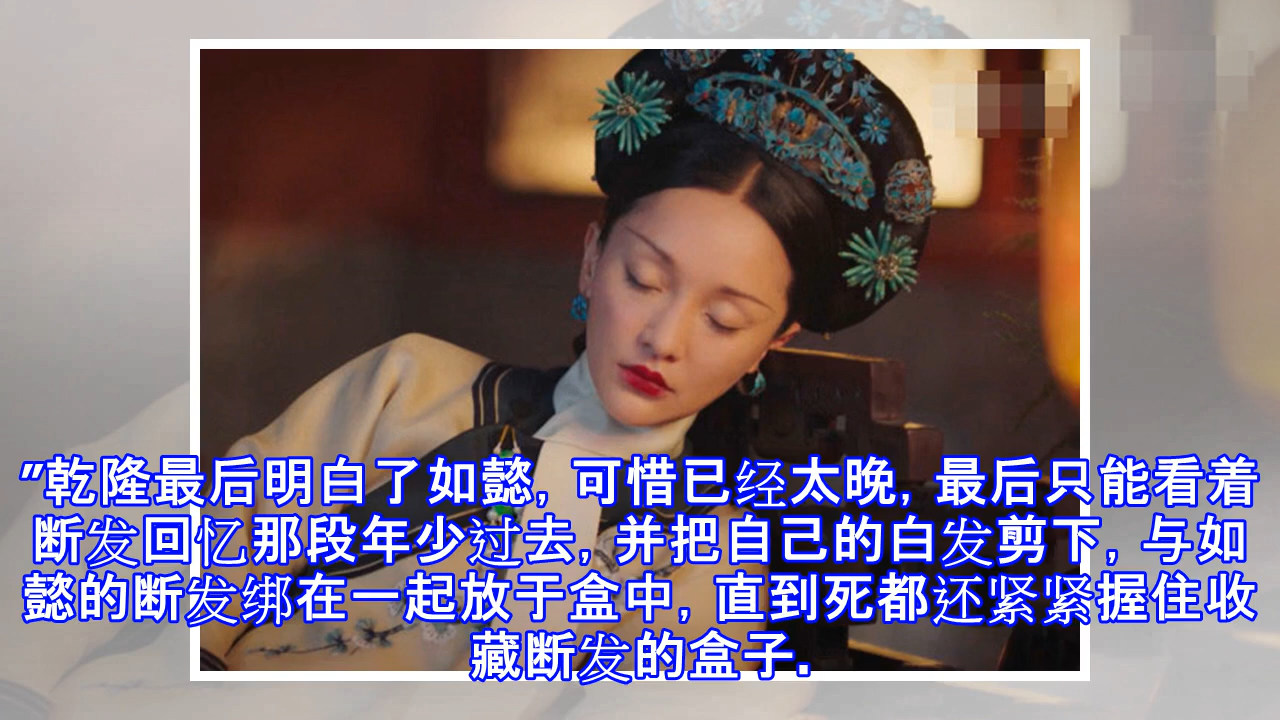 "乾隆最后明白了如懿, 可惜已经太晚, 最后只能看着
断发回忆那段年少过去, 并把自己的白发剪下, 与如
懿的断发绑在一起放于盒中, 直到死都还紧紧握住收
藏断发的盒子.